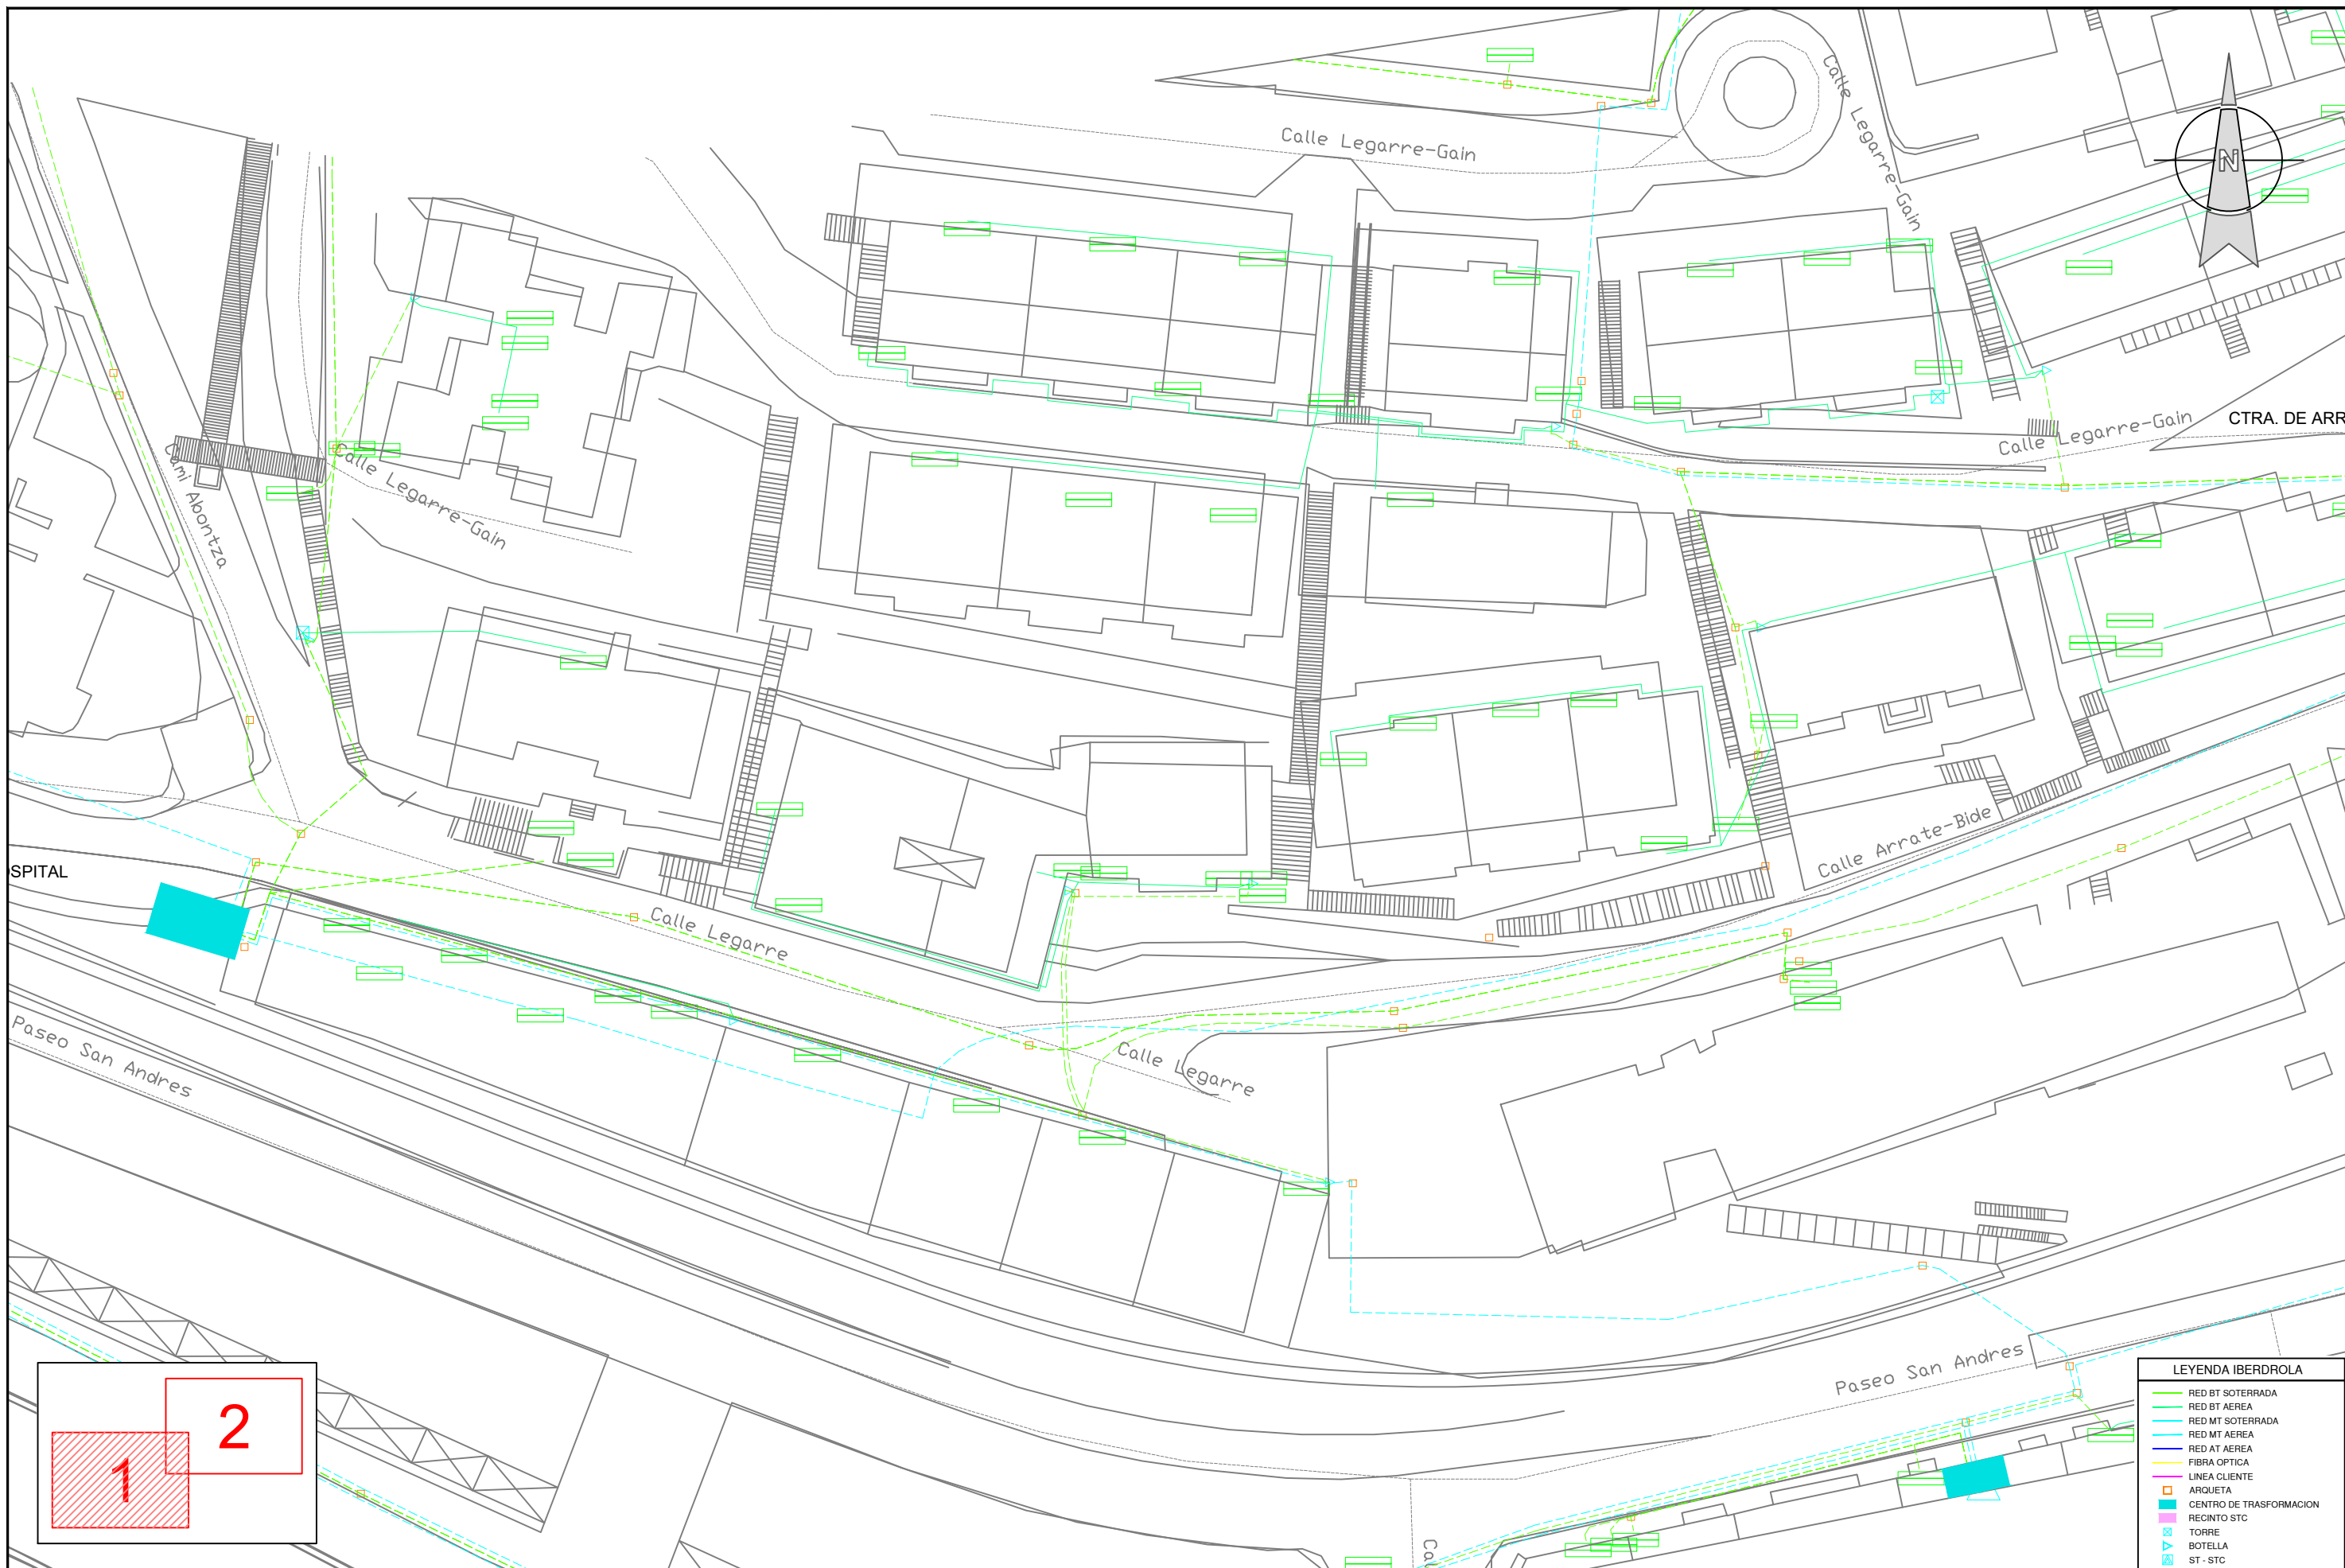 Calle Legarre-Gain
Calle Legarre-Gain
N
CTRA. DE ARR
Calle Legarre-Gain
Cami Abontza
Calle Legarre-Gain
Calle Arrate-Bide
SPITAL
Calle Legarre
Calle Legarre
Paseo San Andres
Paseo San Andres
Cal
1
2
LEYENDA IBERDROLA
RED BT SOTERRADA
RED BT AEREA
RED MT SOTERRADA
RED MT AEREA
RED AT AEREA
FIBRA OPTICA
LINEA CLIENTE
ARQUETA
CENTRO DE TRASFORMACION
RECINTO STC
TORRE
BOTELLA
ST - STC